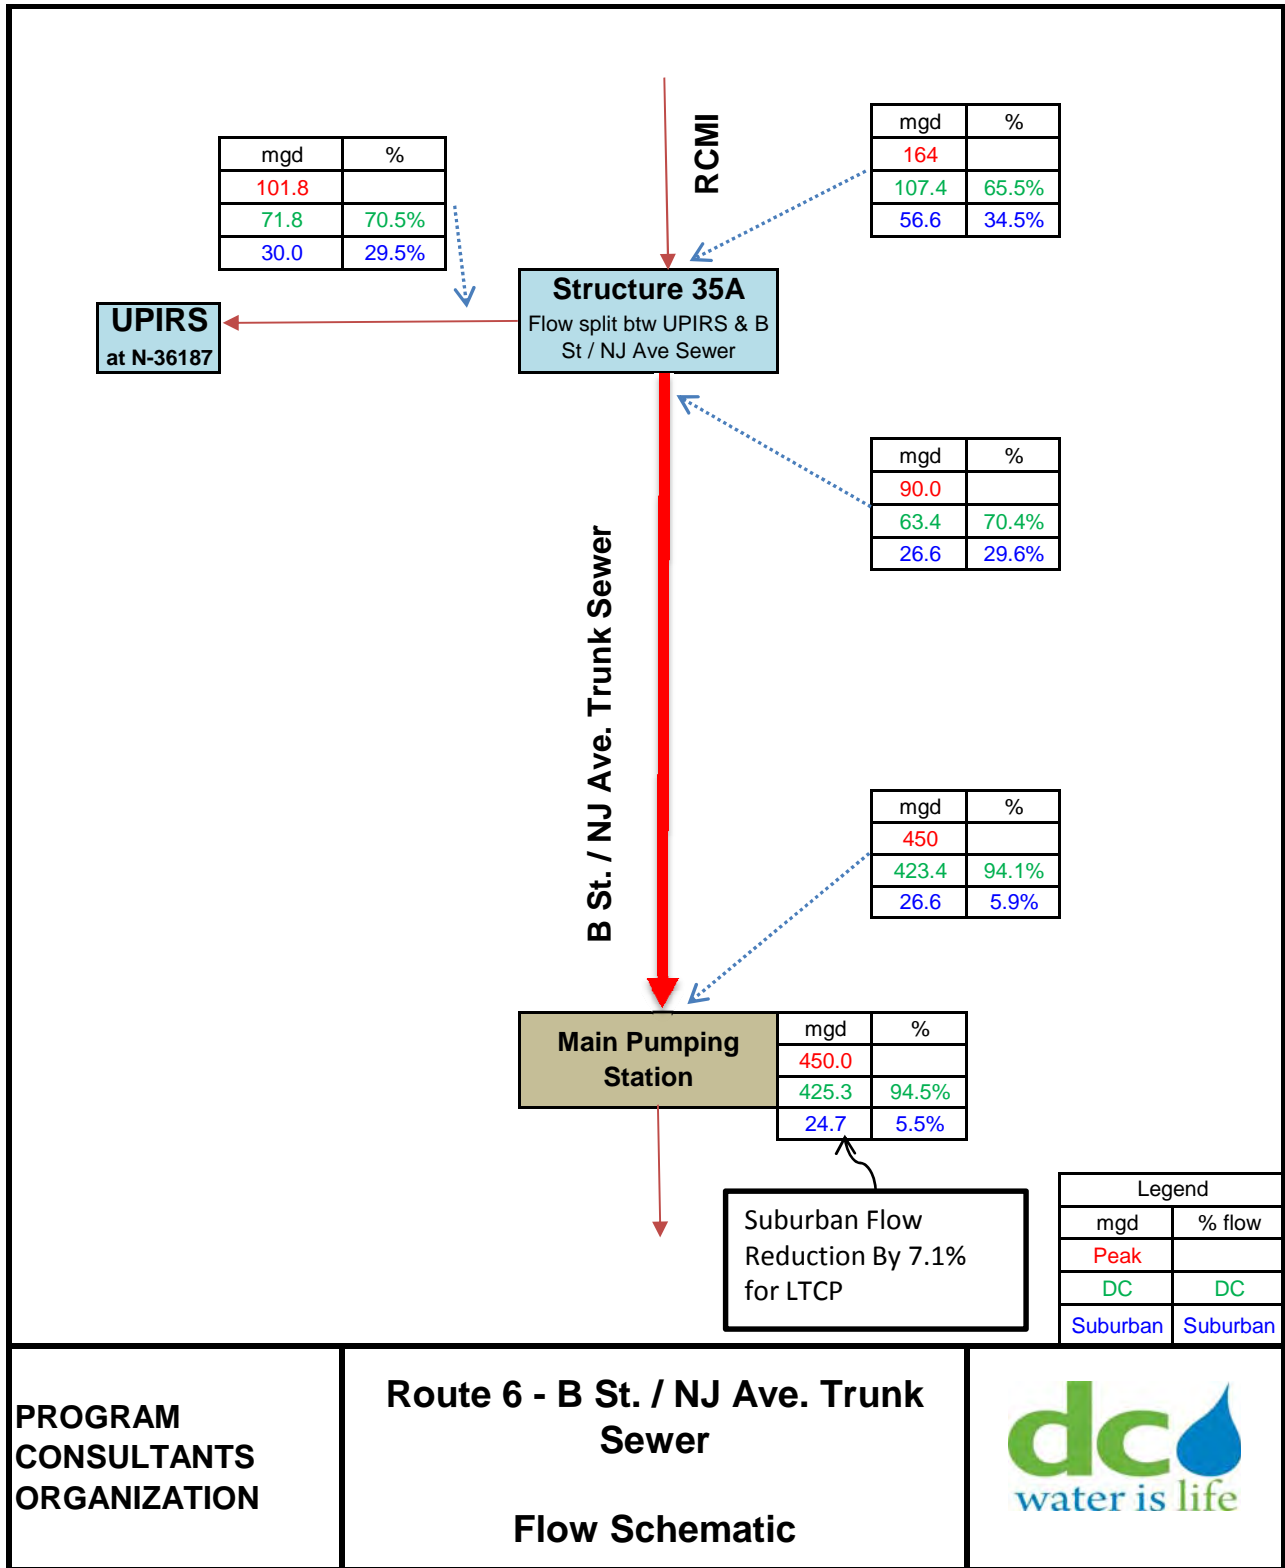 RCMI
mgd %
101.8
71.8 70.5%
30.0 29.5%
mgd %
164
107.4 65.5%
56.6 34.5%
UPIRS
at N-36187
Structure 35A
Flow split btw UPIRS & B
St / NJ Ave Sewer
mgd %
90.0
63.4 70.4%
26.6 29.6%
B St. / NJ Ave. Trunk Sewer
mgd %
450
423.4 94.1%
26.6 5.9%
Main Pumping
Station
mgd %
450.0
425.3 94.5%
24.7 5.5%
Suburban Flow
Reduction By 7.1%
for LTCP
Legend
mgd % flow
Peak
DC DC
Suburban Suburban
PROGRAM
CONSULTANTS
ORGANIZATION
Route 6 - B St. / NJ Ave. Trunk
Sewer
Flow Schematic
dc
water is life